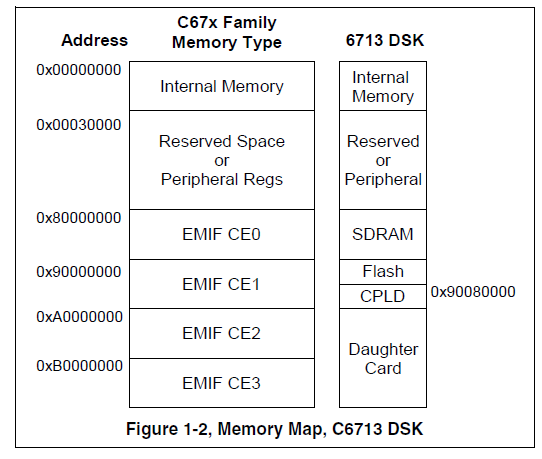 C67x Family
Address Memory Type 6713 DSK
0x00000000
Internal Memory
Internal
Memory
0x00030000
Reserved Space
or
Peripheral Regs
Reserved
or
Peripheral
0x80000000
EMIF CE0
SDRAM
0x90000000
EMIF CE1
Flash
CPLD
0x90080000
0xA0000000
EMIF CE2
Daughter
Card
0xB0000000
EMIF CE3
Figure 1-2, Memory Map, C6713 DSK